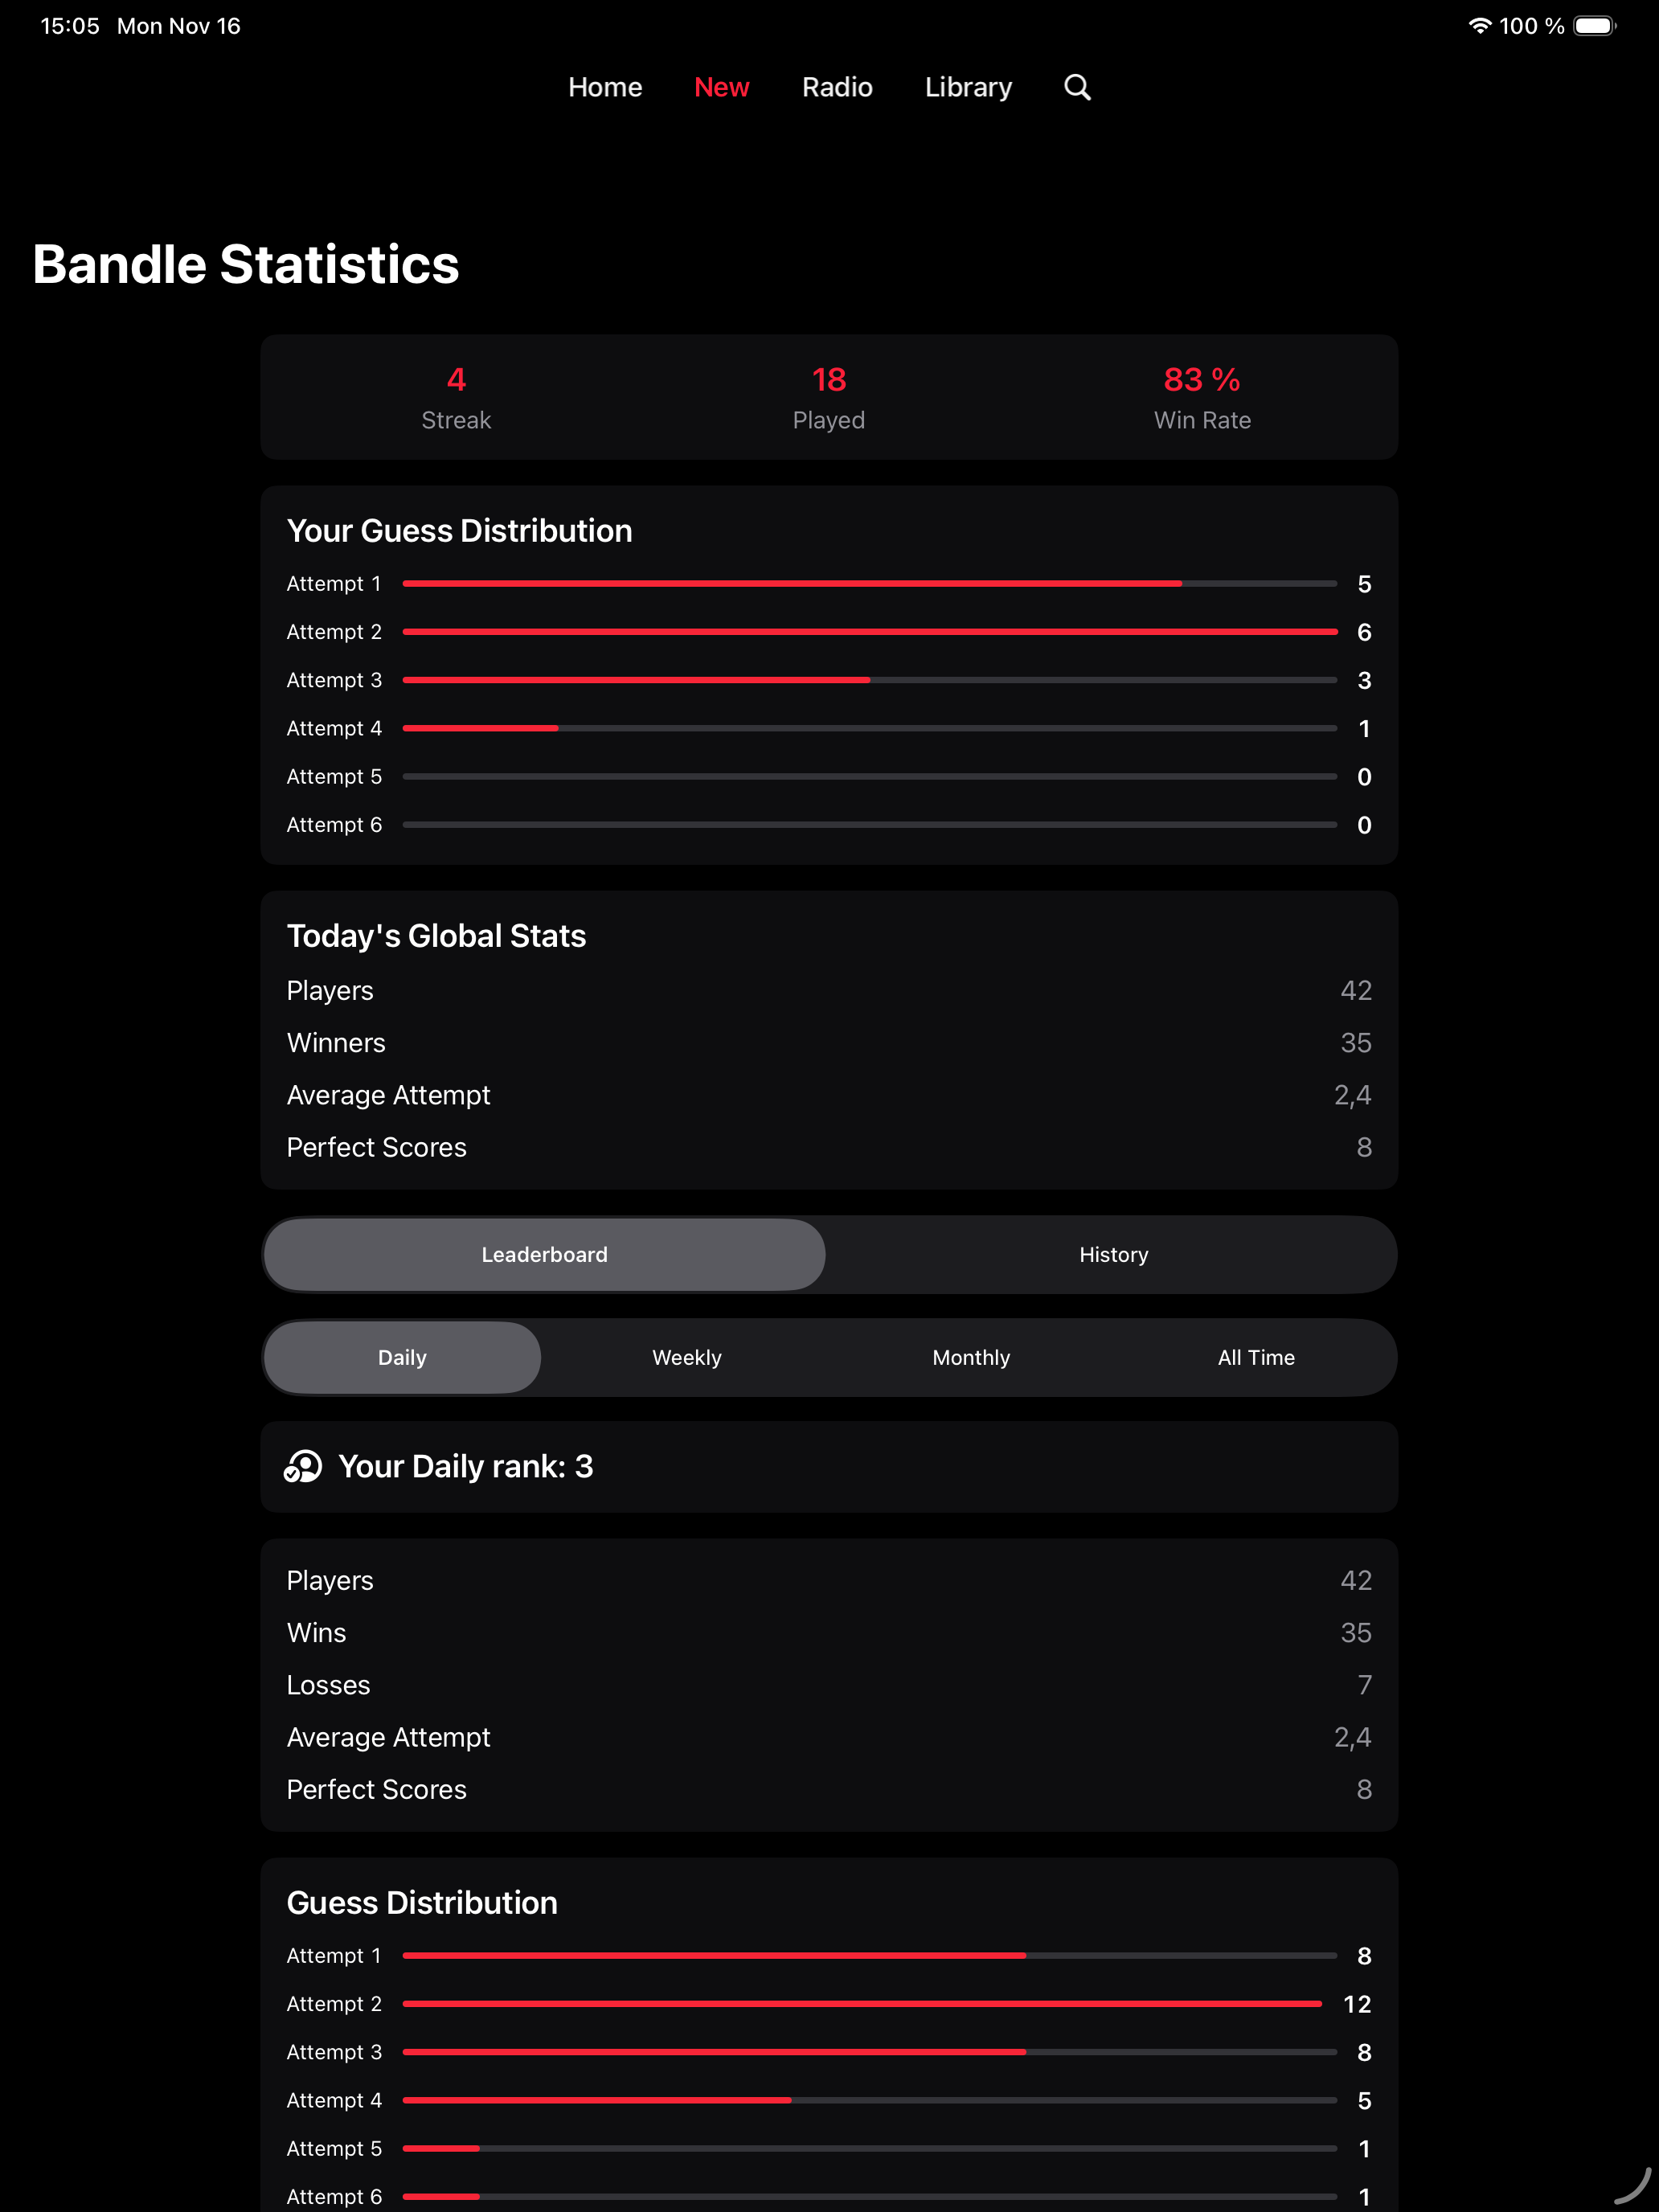 15:05 Mon Nov 16
100 %
Home New Radio Library
Bandle Statistics
4 18 83 %
Streak Played Win Rate
Your Guess Distribution
Attempt 1 5
Attempt 2 6
Attempt 3 3
Attempt 4 1
Attempt 5 0
Attempt 6 0
Today's Global Stats
Players 42
Winners 35
Average Attempt 2,4
Perfect Scores 8
Leaderboard History
Daily Weekly Monthly All Time
Your Daily rank: 3
Players 42
Wins 35
Losses 7
Average Attempt 2,4
Perfect Scores 8
Guess Distribution
Attempt 1 8
Attempt 2 12
Attempt 3 8
Attempt 4 5
Attempt 5 1
Attempt 6 1